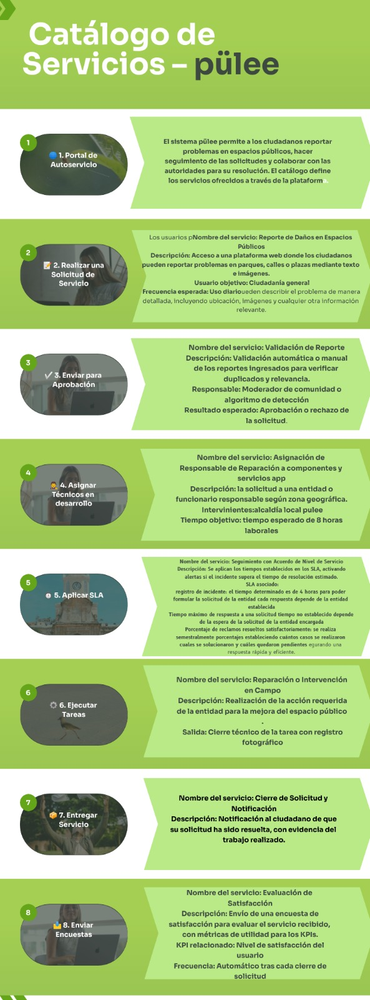 Catálogo de
Servicios – pülee
1
🌐 1. Portal de
Autoservicio
El sistema pülee permite a los ciudadanos reportar
problemas en espacios públicos, hacer
seguimiento de las solicitudes y colaborar con las
autoridades para su resolución. El catálogo define
los servicios ofrecidos a través de la plataforma.
2
📝 2. Realizar una
Solicitud de
Servicio
Los usuarios pNombre del servicio: Reporte de Daños en Espacios
Públicos
Descripción: Acceso a una plataforma web donde los ciudadanos
pueden reportar problemas en parques, calles o plazas mediante texto
e imágenes.
Usuario objetivo: Ciudadanía general
Frecuencia esperada: Uso diarioueden describir el problema de manera
detallada, incluyendo ubicación, imágenes y cualquier otra información
relevante.
3
✔ 3. Enviar para
Aprobación
Nombre del servicio: Validación de Reporte
Descripción: Validación automática o manual
de los reportes ingresados para verificar
duplicados y relevancia.
Responsable: Moderador de comunidad o
algoritmo de detección
Resultado esperado: Aprobación o rechazo de
la solicitud.
4
🧑‍🔧 4. Asignar
Técnicos en
desarrollo
Nombre del servicio: Asignación de
Responsable de Reparación a componentes y
servicios app
Descripción: la solicitud a una entidad o
funcionario responsable según zona geográfica.
Intervinientes:alcaldía local pulee
Tiempo objetivo: tiempo esperado de 8 horas
laborales
5
⏱ 5. Aplicar SLA
Nombre del servicio: Seguimiento con Acuerdo de Nivel de Servicio
Descripción: Se aplican los tiempos establecidos en los SLA, activando
alertas si el incidente supera el tiempo de resolución estimado.
SLA asociado:
registro de incidente: el tiempo determinado es de 4 horas para poder
formular la solicitud de la entidad cada respuesta depende de la entidad
establecida
Tiempo máximo de respuesta a una solicitud tiempo no establecido depende
de la espera de la solicitud de la entidad encargada
Porcentaje de reclamos resueltos satisfactoriamente: se realiza
semestralmente porcentajes estableciendo cuántos casos se realizaron
cuales se solucionaron y cuáles quedaron pendientes egurando una
respuesta rápida y eficiente.
6
⚙ 6. Ejecutar
Tareas
Nombre del servicio: Reparación o Intervención
en Campo
Descripción: Realización de la acción requerida
de la entidad para la mejora del espacio público
.
Salida: Cierre técnico de la tarea con registro
fotográfico
7
📦 7. Entregar
Servicio
Nombre del servicio: Cierre de Solicitud y
Notificación
Descripción: Notificación al ciudadano de que
su solicitud ha sido resuelta, con evidencia del
trabajo realizado.
8
📤 8. Enviar
Encuestas
Nombre del servicio: Evaluación de
Satisfacción
Descripción: Envío de una encuesta de
satisfacción para evaluar el servicio recibido,
con métricas de utilidad para los KPIs.
KPI relacionado: Nivel de satisfacción del
usuario
Frecuencia: Automático tras cada cierre de
solicitud